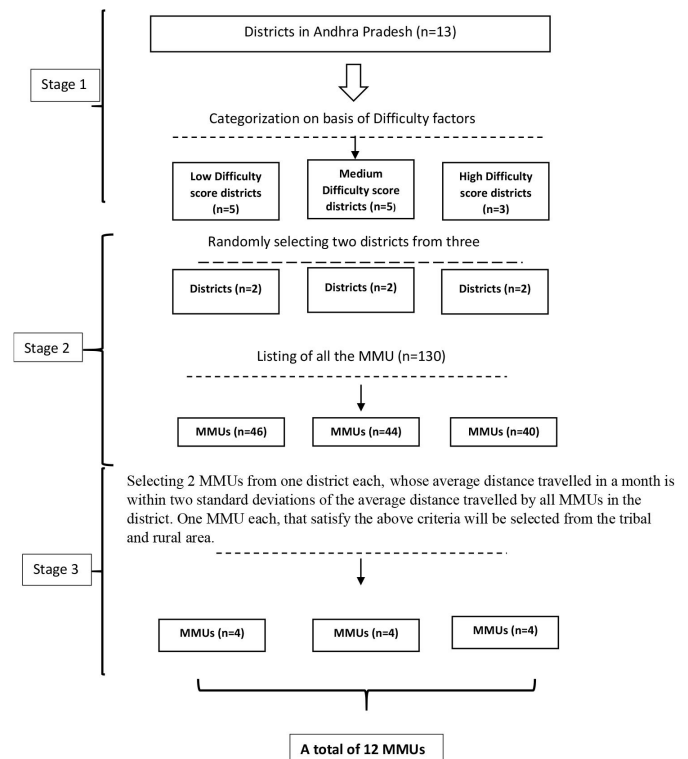 Districts in Andhra Pradesh (n=13)
Stage 1
Categorization on basis of Difficulty factors
Low Difficulty
score districts
(n=5)
Medium
Difficulty score
districts (n=5)
High Difficulty
score districts
(n=3)
Randomly selecting two districts from three
Districts (n=2)
Districts (n=2)
Districts (n=2)
Stage 2
Listing of all the MMU (n=130)
MMUs (n=46)
MMUs (n=44)
MMUs (n=40)
Selecting 2 MMUs from one district each, whose average distance travelled in a month is
within two standard deviations of the average distance travelled by all MMUs in the
district. One MMU each, that satisfy the above criteria will be selected from the tribal
and rural area.
Stage 3
MMUs (n=4)
MMUs (n=4)
MMUs (n=4)
A total of 12 MMUs